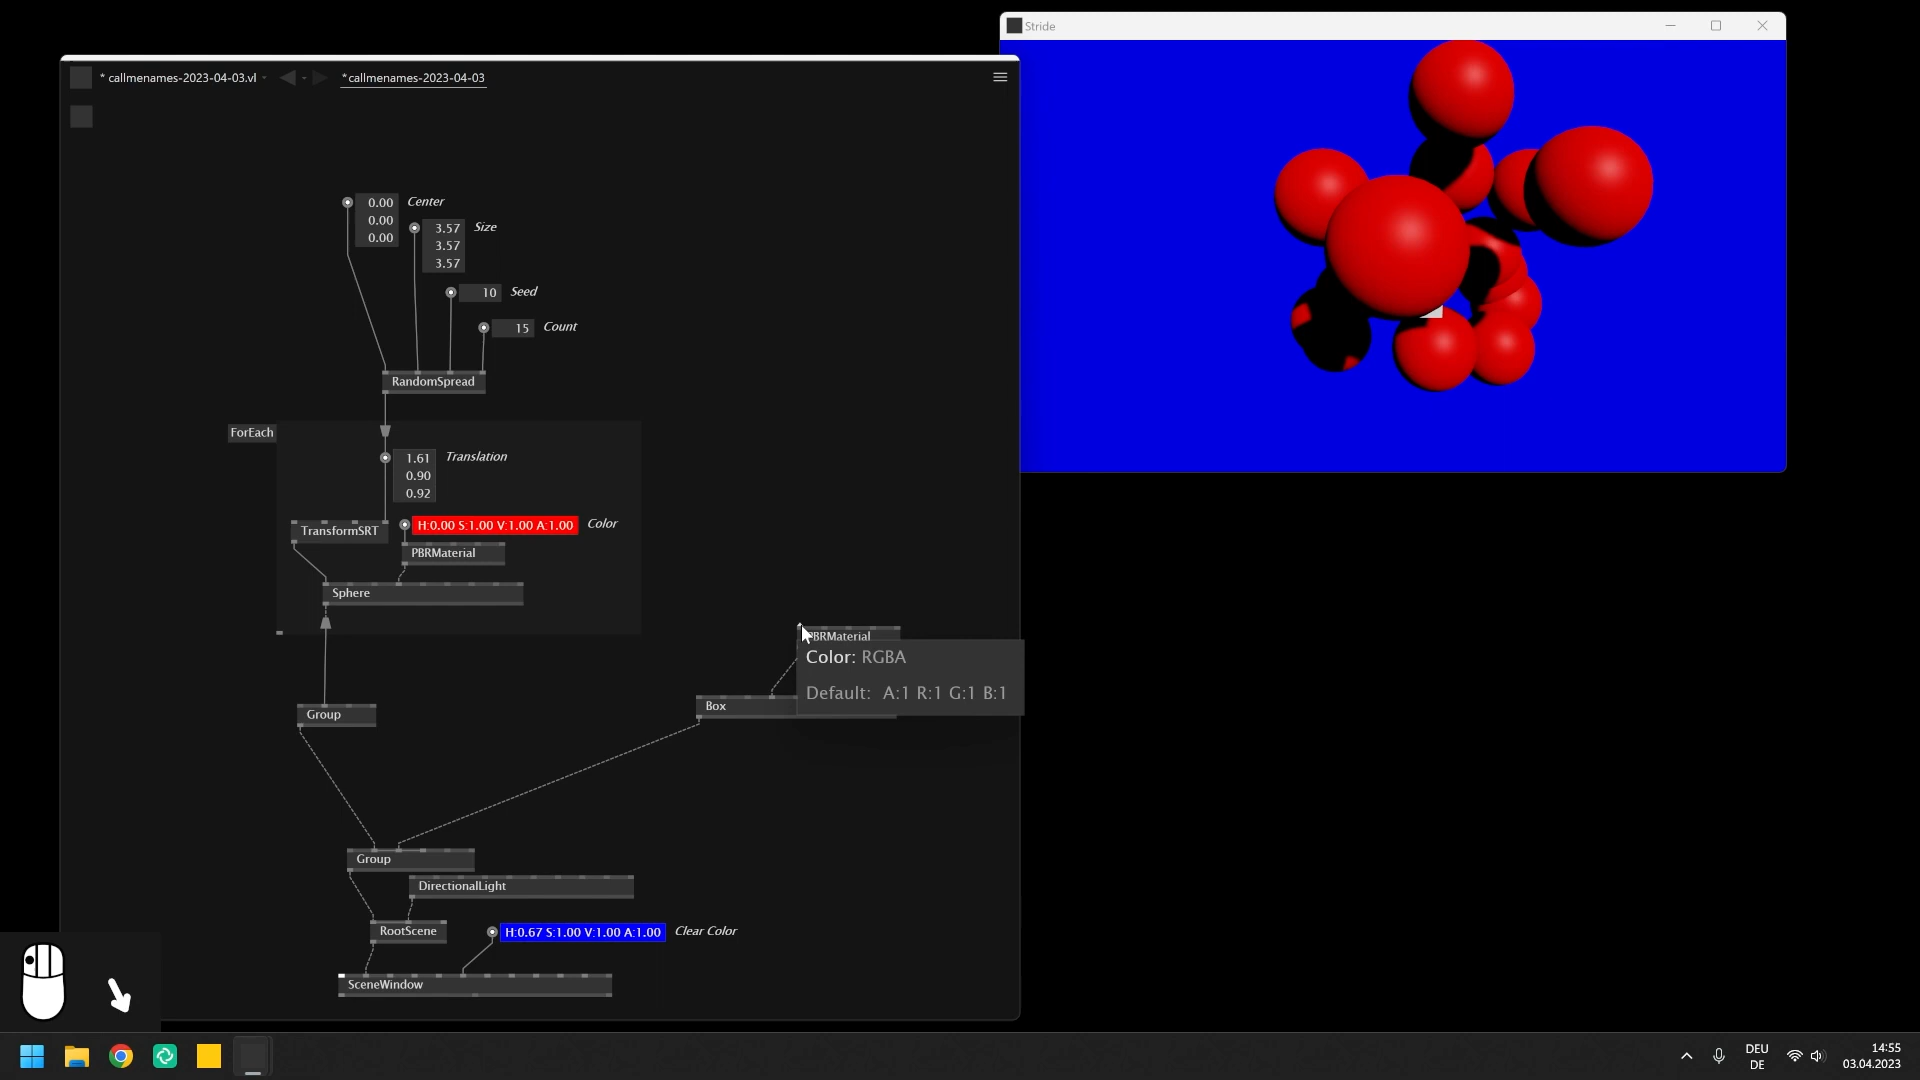 Stride
* callmenames-2023-04-03.vl
*callmenames-2023-04-03
0.00 Center
0.00
0.00
3.57 Size
3.57
3.57
10 Seed
15 Count
RandomSpread
ForEach
1.61 Translation
0.90
0.92
TransformSRT
H:0.00 S:1.00 V:1.00 A:1.00 Color
PBRMaterial
Sphere
PBRMaterial
Color: RGBA
Default: A:1 R:1 G:1 B:1
Box
Group
Group
DirectionalLight
RootScene
H:0.67 S:1.00 V:1.00 A:1.00 Clear Color
SceneWindow
DEU
DE
14:55
03.04.2023